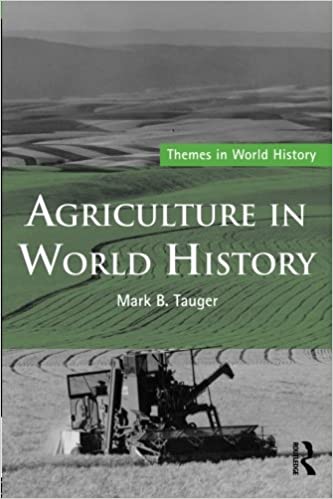 Themes in World History
AGRICULTURE IN
WORLD HISTORY
Mark B. Tauger
ROUTLEDGE